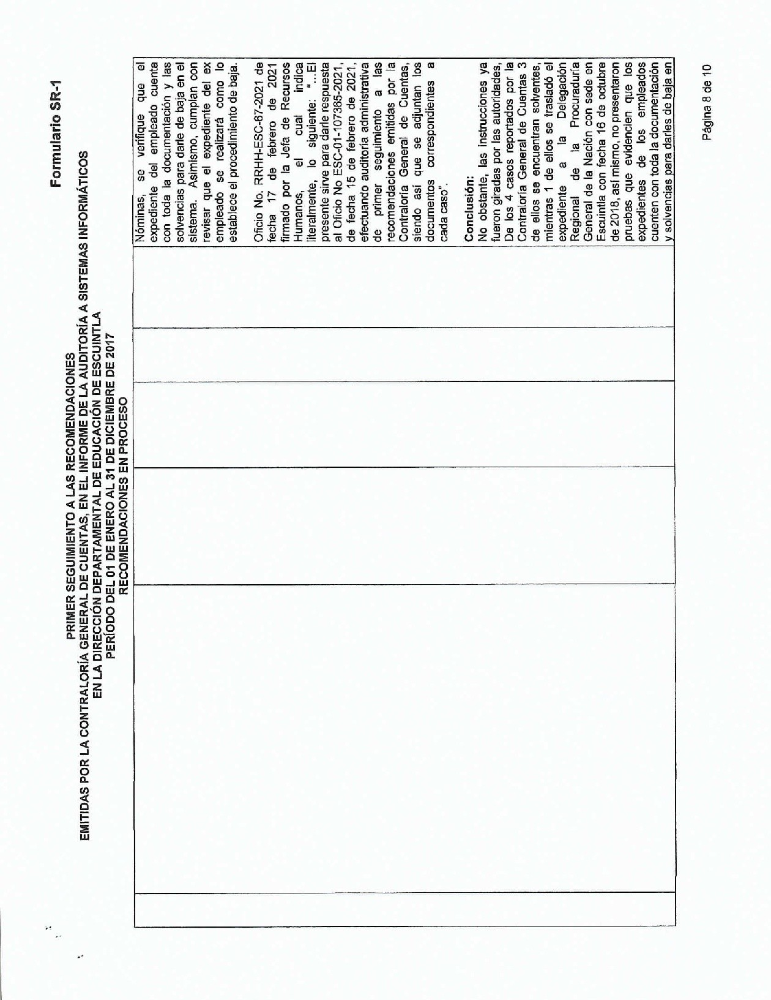 Formulario SR-1
PRIMER SEGUIMIENTO A LAS RECOMENDACIONES
EMITIDAS POR LA CONTRALORÍA GENERAL DE CUENTAS, EN EL INFORME DE LA AUDITORÍA A SISTEMAS INFORMÁTICOS
EN LA DIRECCIÓN DEPARTAMENTAL DE EDUCACIÓN DE ESCUINTLA
PERÍODO DEL 01 DE ENERO AL 31 DE DICIEMBRE DE 2017
RECOMENDACIONES EN PROCESO
Nóminas, se verifique que el
expediente del empleado cuenta
con toda la documentación y las
solvencias para darle de baja en el
sistema. Asimismo, cumplan con
revisar que el expediente del ex
empleado se realizará como lo
establece el procedimiento de baja.
Oficio No. RRHH-ESC-67-2021 de
fecha 17 de febrero de 2021
firmado por la Jefa de Recursos
Humanos, el cual indica
literalmente, lo siguiente: "...El
presente sirve para darle respuesta
al Oficio No ESC-01-107365-2021,
de fecha 15 de febrero de 2021,
efectuando auditoria administrativa
de primer seguimiento a las
recomendaciones emitidas por la
Contraloría General de Cuentas,
siendo así que se adjuntan los
documentos correspondientes a
cada caso".
Conclusión:
No obstante, las instrucciones ya
fueron giradas por las autoridades,
De los 4 casos reportados por la
Contraloría General de Cuentas 3
de ellos se encuentran solventes,
mientras 1 de ellos se trasladó el
expediente a la Delegación
Regional de la Procuraduría
General de la Nación con sede en
Escuintla con fecha 16 de octubre
de 2018, así mismo, no presentaron
pruebas que evidencien que los
expedientes de los empleados
cuenten con toda la documentación
y solvencias para darles de baja en
Página 8 de 10